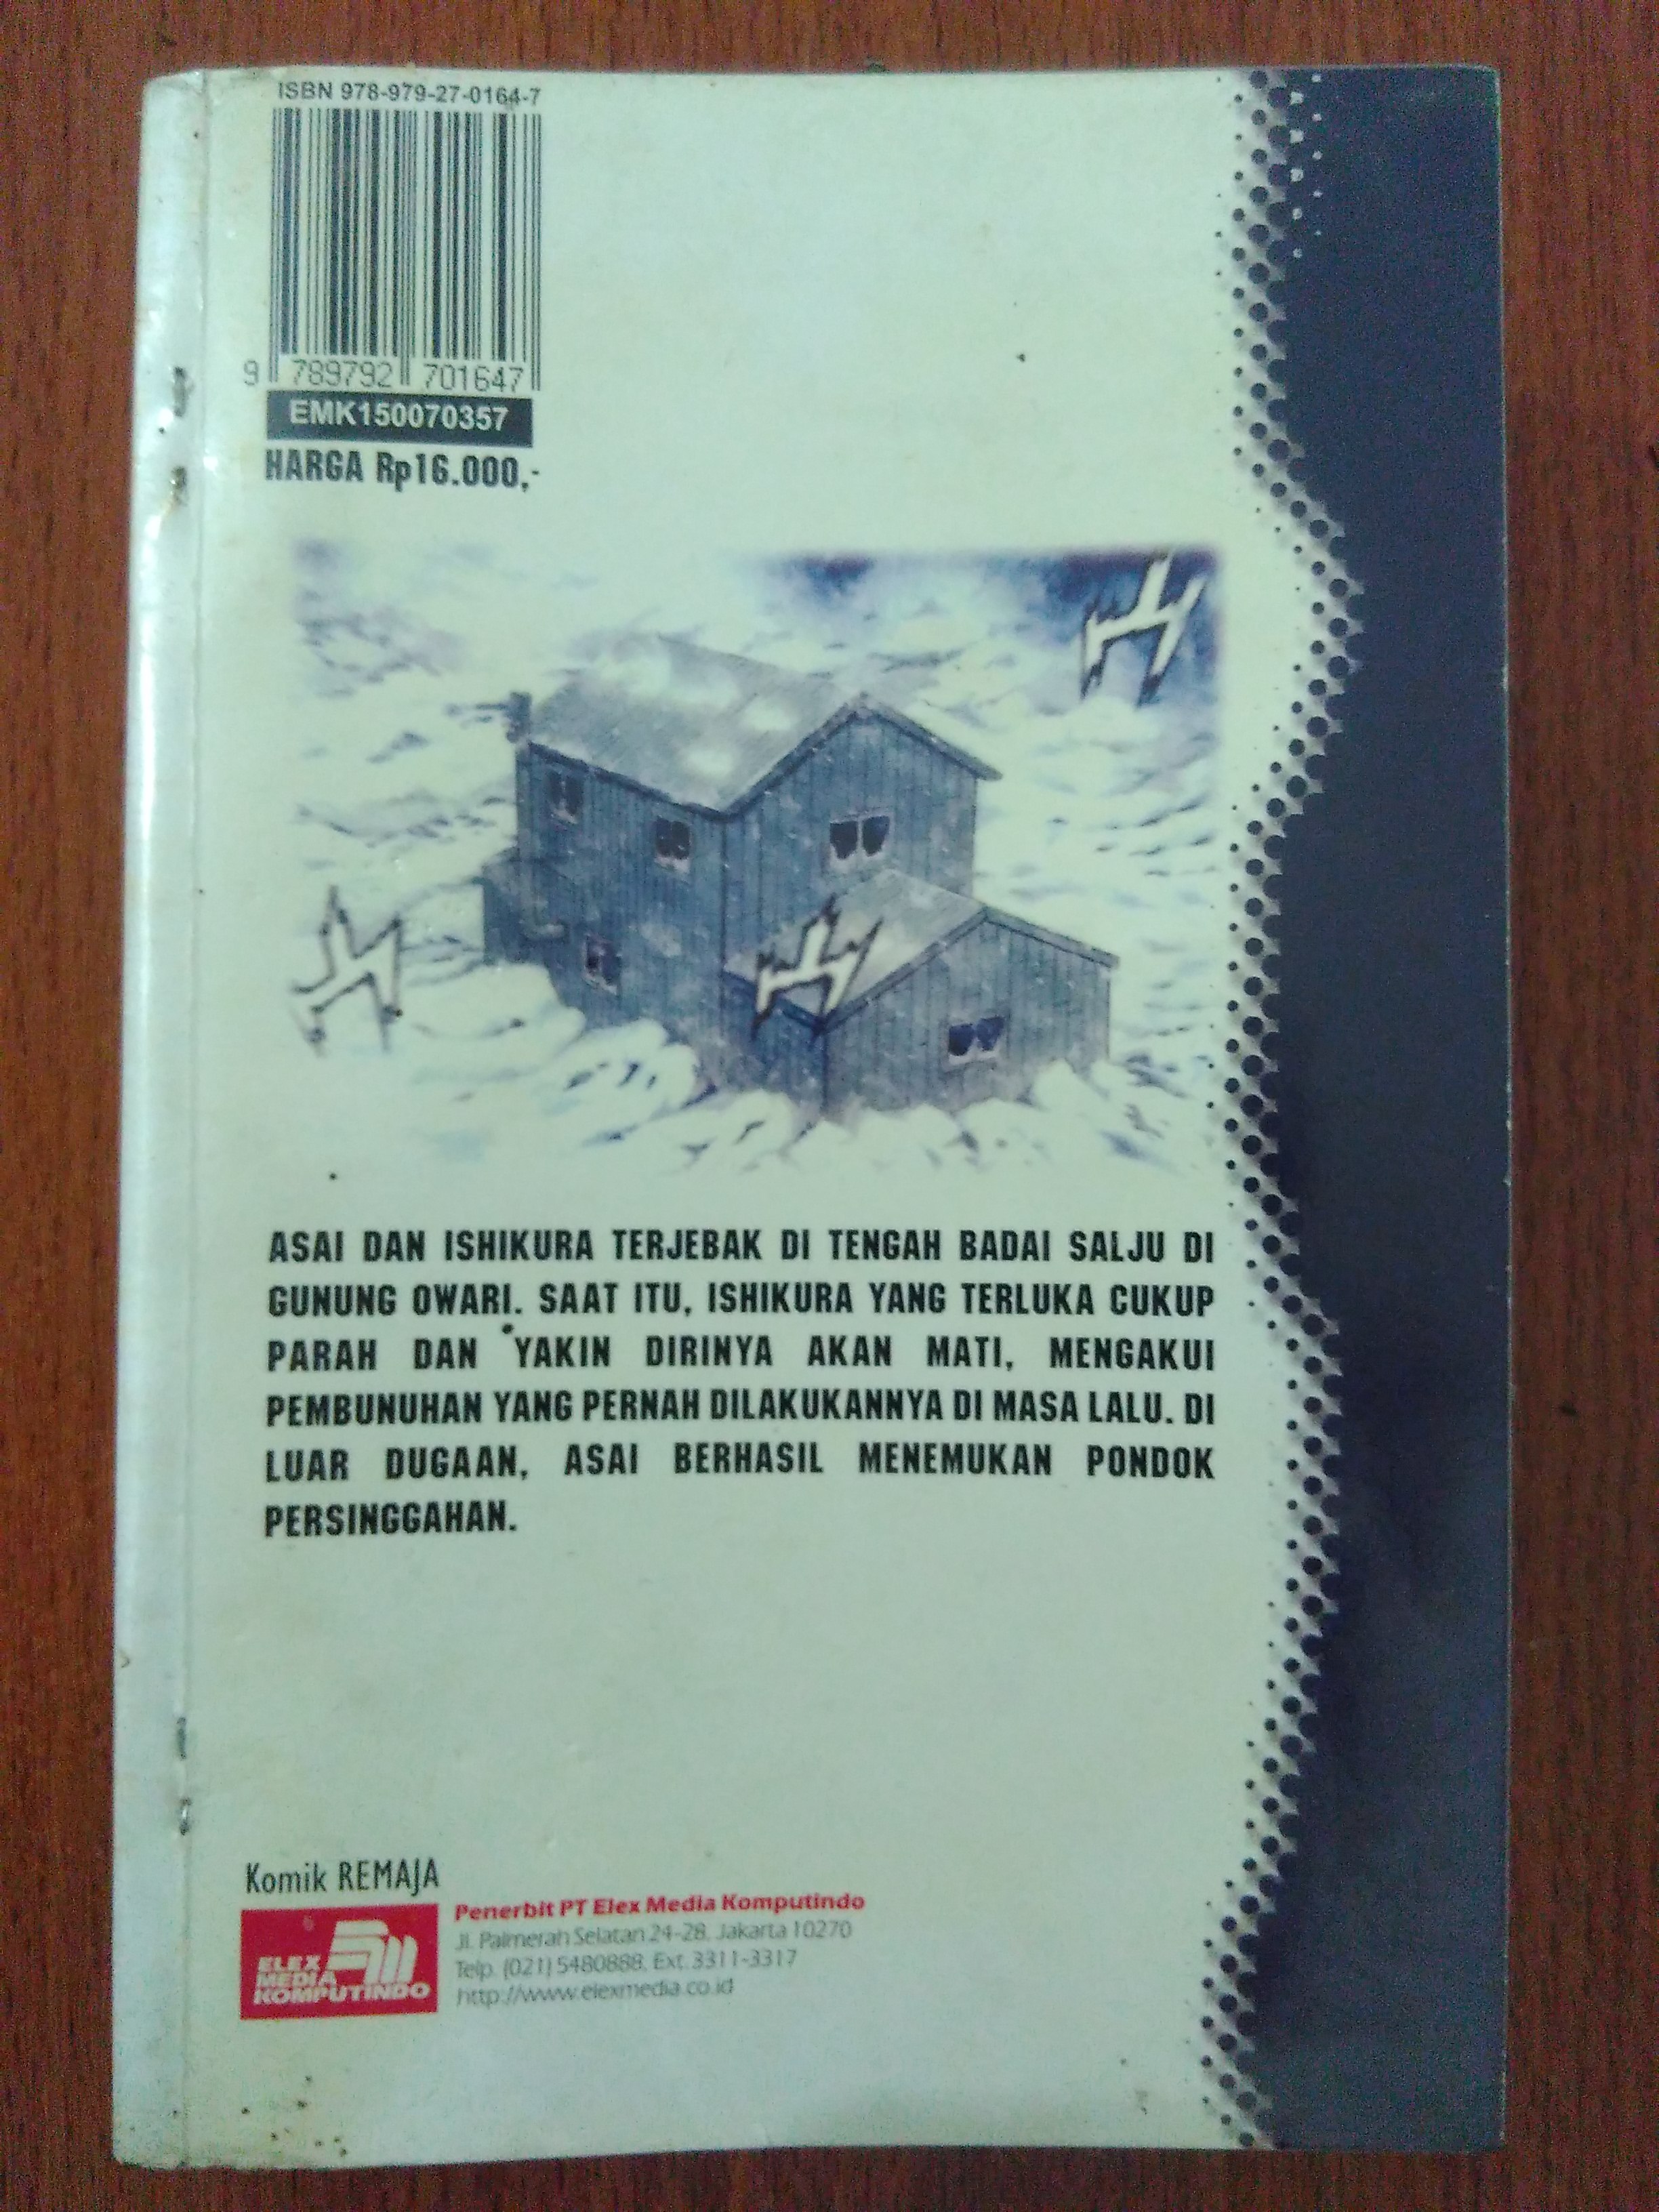 ISBN 978-979-27-0164-7
9 789792 701647
EMK150070357
HARGA Rp16.000,-
ASAI DAN ISHIKURA TERJEBAK DI TENGAH BADAI SALJU DI
GUNUNG OWARI. SAAT ITU, ISHIKURA YANG TERLUKA CUKUP
PARAH DAN YAKIN DIRINYA AKAN MATI, MENGAKUI
PEMBUNUHAN YANG PERNAH DILAKUKANNYA DI MASA LALU. DI
LUAR DUGAAN, ASAI BERHASIL MENEMUKAN PONDOK
PERSINGGAHAN.
Komik REMAJA
ELEX
MEDIA
KOMPUTINDO
Penerbit PT Elex Media Komputindo
Jl. Palmerah Selatan 24-28, Jakarta 10270
Telp. (021) 5480888, Ext. 3311-3317
http://www.elexmedia.co.id